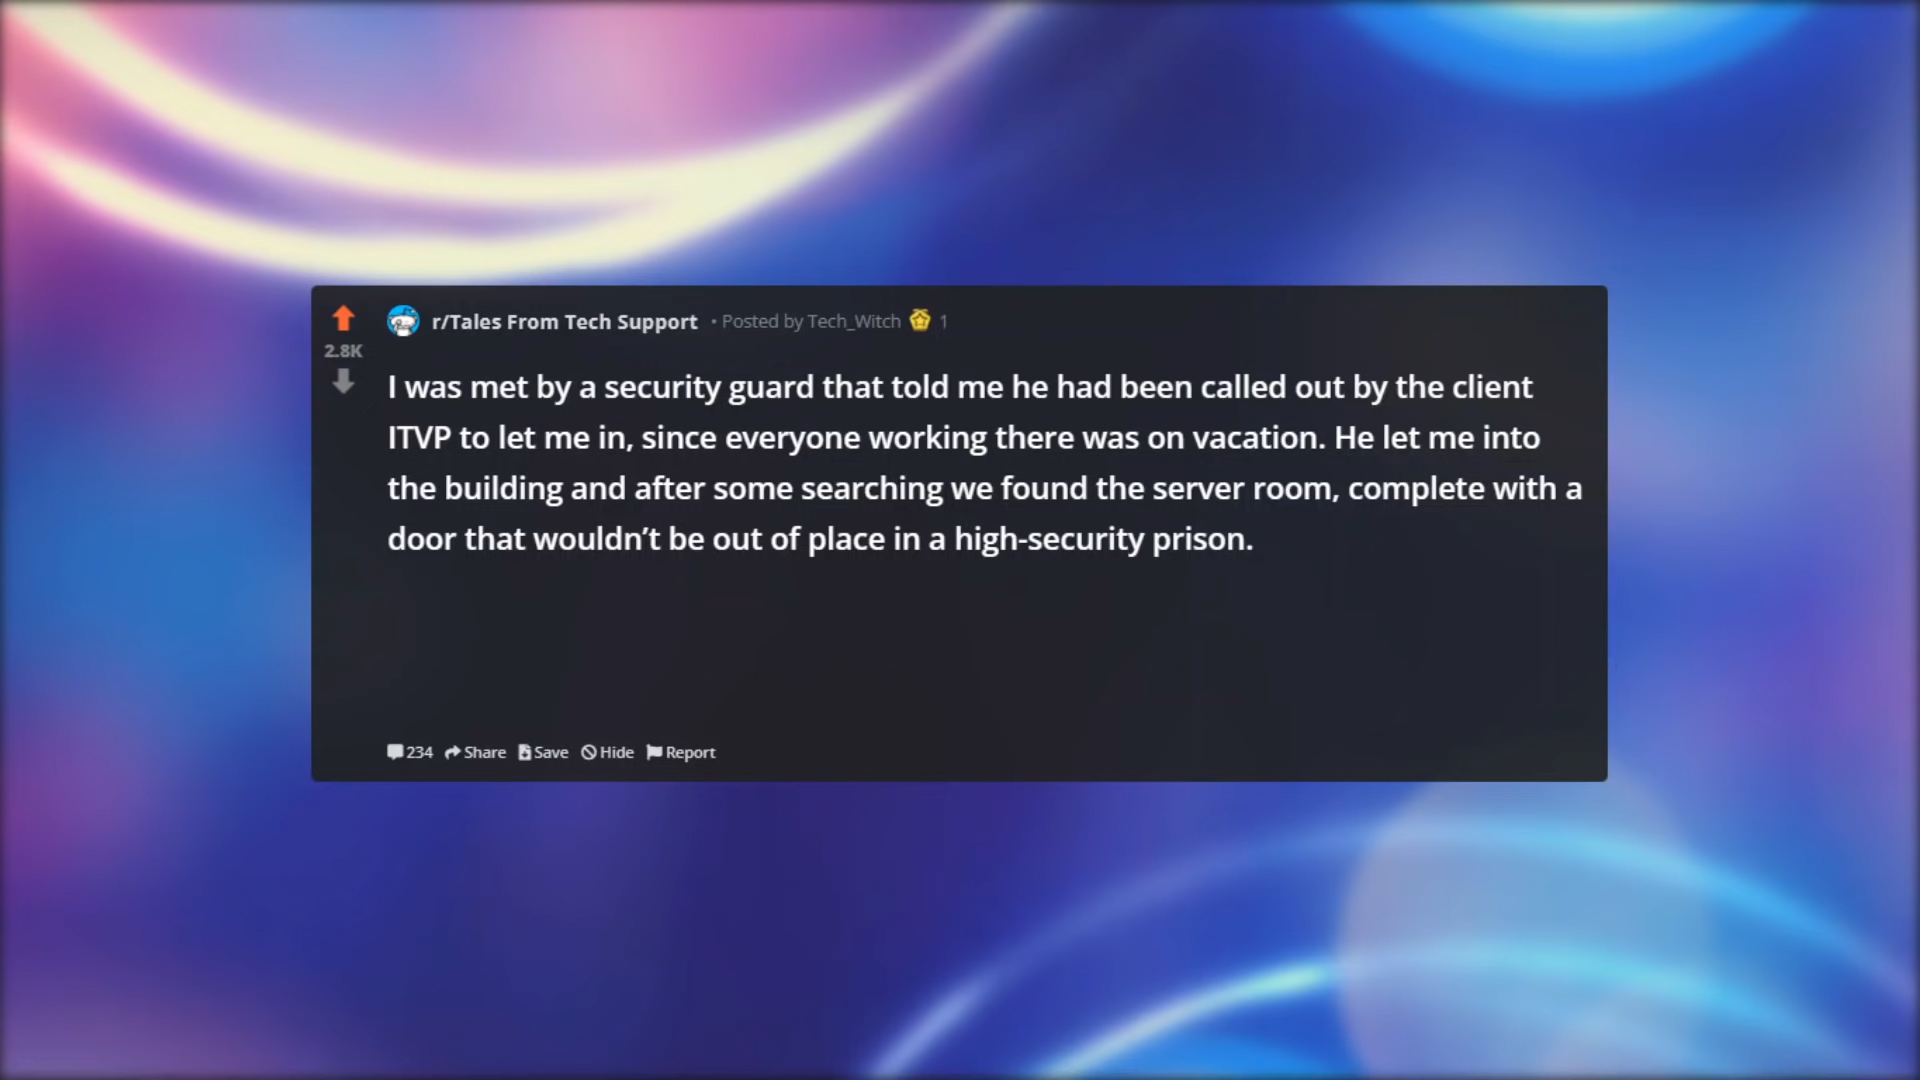 r/Tales From Tech Support • Posted by Tech_Witch 1
2.8K
I was met by a security guard that told me he had been called out by the client
ITVP to let me in, since everyone working there was on vacation. He let me into
the building and after some searching we found the server room, complete with a
door that wouldn’t be out of place in a high-security prison.
234 Share Save Hide Report